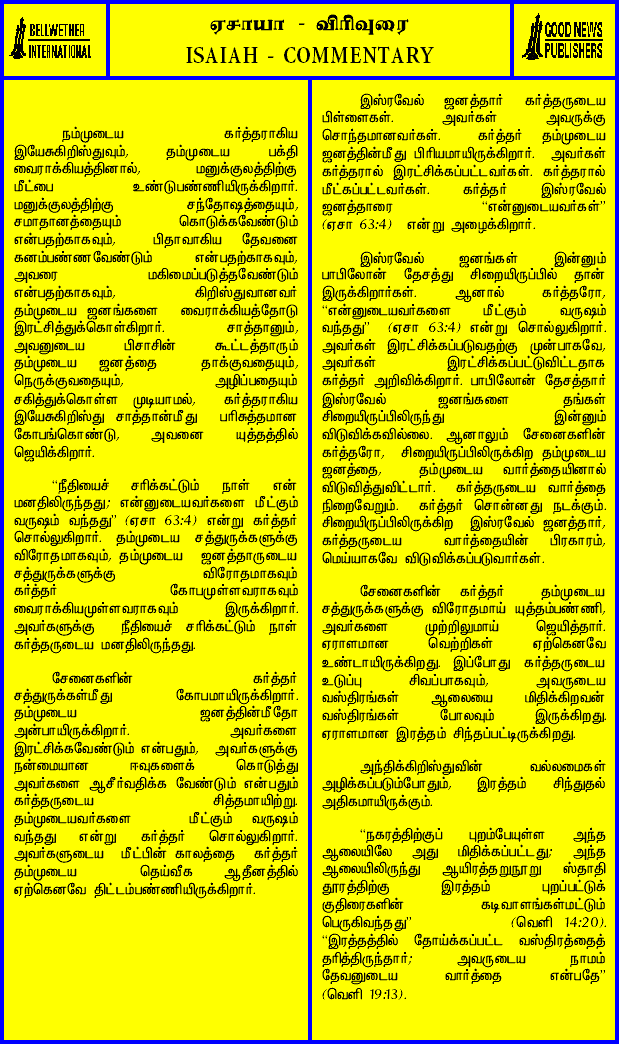 BELLWETHER
INTERNATIONAL
ஏசாயா - விரிவுரை
ISAIAH - COMMENTARY
GOOD NEWS
PUBLISHERS
நம்முடைய கர்த்தராகிய
இயேசுகிறிஸ்துவும், தம்முடைய பக்தி
வைராக்கியத்தினால், மனுக்குலத்திற்கு
மீட்பை உண்டுபண்ணியிருக்கிறார்.
மனுக்குலத்திற்கு சந்தோஷத்தையும்,
சமாதானத்தையும் கொடுக்கவேண்டும்
என்பதற்காகவும், பிதாவாகிய தேவனை
கனம்பண்ணவேண்டும் என்பதற்காகவும்,
அவரை மகிமைப்படுத்தவேண்டும்
என்பதற்காகவும், கிறிஸ்துவானவர்
தம்முடைய ஜனங்களை வைராக்கியத்தோடு
இரட்சித்துக்கொள்கிறார். சாத்தானும்,
அவனுடைய பிசாசின் கூட்டத்தாரும்
தம்முடைய ஜனத்தை தாக்குவதையும்,
நெருக்குவதையும், அழிப்பதையும்
சகித்துக்கொள்ள முடியாமல், கர்த்தராகிய
இயேசுகிறிஸ்து சாத்தான்மீது பரிசுத்தமான
கோபங்கொண்டு, அவனை யுத்தத்தில்
ஜெயிக்கிறார்.
“நீதியைச் சரிக்கட்டும் நாள் என்
மனதிலிருந்தது; என்னுடையவர்களை மீட்கும்
வருஷம் வந்தது” (ஏசா 63:4) என்று கர்த்தர்
சொல்லுகிறார். தம்முடைய சத்துருக்களுக்கு
விரோதமாகவும், தம்முடைய ஜனத்தாருடைய
சத்துருக்களுக்கு விரோதமாகவும்
கர்த்தர் கோபமுள்ளவராகவும்
வைராக்கியமுள்ளவராகவும் இருக்கிறார்.
அவர்களுக்கு நீதியைச் சரிக்கட்டும் நாள்
கர்த்தருடைய மனதிலிருந்தது.
சேனைகளின் கர்த்தர்
சத்துருக்கள்மீது கோபமாயிருக்கிறார்.
தம்முடைய ஜனத்தின்மீதோ
அன்பாயிருக்கிறார். அவர்களை
இரட்சிக்கவேண்டும் என்பதும், அவர்களுக்கு
நன்மையான ஈவுகளைக் கொடுத்து
அவர்களை ஆசீர்வதிக்க வேண்டும் என்பதும்
கர்த்தருடைய சித்தமாயிற்று.
தம்முடையவர்களை மீட்கும் வருஷம்
வந்தது என்று கர்த்தர் சொல்லுகிறார்.
அவர்களுடைய மீட்பின் காலத்தை கர்த்தர்
தம்முடைய தெய்வீக ஆதீனத்தில்
ஏற்கெனவே திட்டம்பண்ணியிருக்கிறார்.
இஸ்ரவேல் ஜனத்தார் கர்த்தருடைய
பிள்ளைகள். அவர்கள் அவருக்கு
சொந்தமானவர்கள். கர்த்தர் தம்முடைய
ஜனத்தின்மீது பிரியமாயிருக்கிறார். அவர்கள்
கர்த்தரால் இரட்சிக்கப்பட்டவர்கள். கர்த்தரால்
மீட்கப்பட்டவர்கள். கர்த்தர் இஸ்ரவேல்
ஜனத்தாரை “என்னுடையவர்கள்”
(ஏசா 63:4) என்று அழைக்கிறார்.
இஸ்ரவேல் ஜனங்கள் இன்னும்
பாபிலோன் தேசத்து சிறையிருப்பில் தான்
இருக்கிறார்கள். ஆனால் கர்த்தரோ,
“என்னுடையவர்களை மீட்கும் வருஷம்
வந்தது” (ஏசா 63:4) என்று சொல்லுகிறார்.
அவர்கள் இரட்சிக்கப்படுவதற்கு முன்பாகவே,
அவர்கள் இரட்சிக்கப்பட்டுவிட்டதாக
கர்த்தர் அறிவிக்கிறார். பாபிலோன் தேசத்தார்
இஸ்ரவேல் ஜனங்களை தங்கள்
சிறையிருப்பிலிருந்து இன்னும்
விடுவிக்கவில்லை. ஆனாலும் சேனைகளின்
கர்த்தரோ, சிறையிருப்பிலிருக்கிற தம்முடைய
ஜனத்தை, தம்முடைய வார்த்தையினால்
விடுவித்துவிட்டார். கர்த்தருடைய வார்த்தை
நிறைவேறும். கர்த்தர் சொன்னது நடக்கும்.
சிறையிருப்பிலிருக்கிற இஸ்ரவேல் ஜனத்தார்,
கர்த்தருடைய வார்த்தையின் பிரகாரம்,
மெய்யாகவே விடுவிக்கப்படுவார்கள்.
சேனைகளின் கர்த்தர் தம்முடைய
சத்துருக்களுக்கு விரோதமாய் யுத்தம்பண்ணி,
அவர்களை முற்றிலுமாய் ஜெயித்தார்.
ஏராளமான வெற்றிகள் ஏற்கெனவே
உண்டாயிருக்கிறது. இப்போது கர்த்தருடைய
உடுப்பு சிவப்பாகவும், அவருடைய
வஸ்திரங்கள் ஆலையை மிதிக்கிறவன்
வஸ்திரங்கள் போலவும் இருக்கிறது.
ஏராளமான இரத்தம் சிந்தப்பட்டிருக்கிறது.
அந்திக்கிறிஸ்துவின் வல்லமைகள்
அழிக்கப்படும்போதும், இரத்தம் சிந்துதல்
அதிகமாயிருக்கும்.
“நகரத்திற்குப் புறம்பேயுள்ள அந்த
ஆலையிலே அது மிதிக்கப்பட்டது; அந்த
ஆலையிலிருந்து ஆயிரத்தறுநூறு ஸ்தாதி
தூரத்திற்கு இரத்தம் புறப்பட்டுக்
குதிரைகளின் கடிவாளங்கள்மட்டும்
பெருகிவந்தது” (வெளி 14:20).
“இரத்தத்தில் தோய்க்கப்பட்ட வஸ்திரத்தைத்
தரித்திருந்தார்; அவருடைய நாமம்
தேவனுடைய வார்த்தை என்பதே”
(வெளி 19:13).